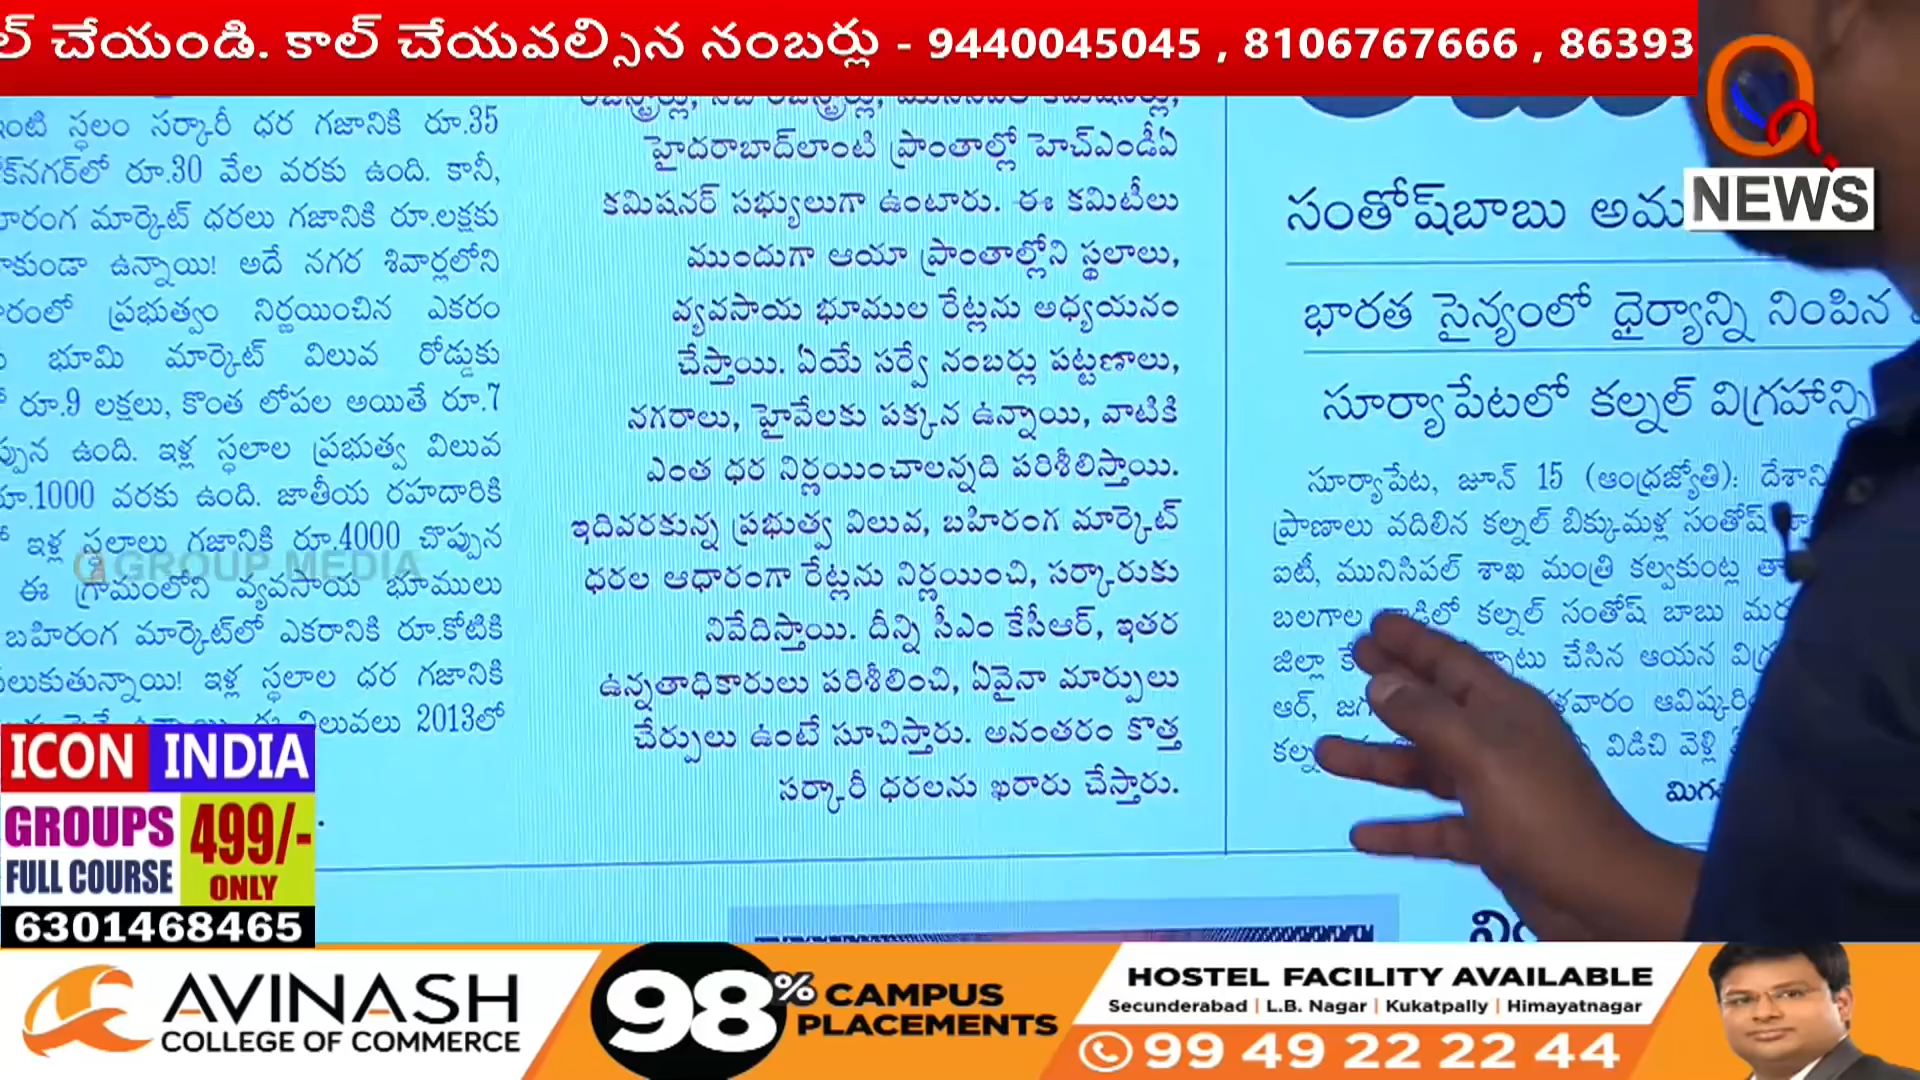 ల్ చేయండి. కాల్ చేయవల్సిన నంబర్లు - 9440045045 , 8106767666 , 86393
Q
NEWS
స్థలం సర్కారీ ధర గజానికి రూ.35
రూ.30 వేల వరకు ఉంది. కానీ,
మార్కెట్ ధరలు గజానికి రూ.లక్షకు
ఉన్నాయి! అదే నగర శివార్లలోని
ప్రభుత్వం నిర్ణయించిన ఎకరం
భూమి మార్కెట్ విలువ రోడ్డుకు
రూ.9 లక్షలు, కొంత లోపల అయితే రూ.7
ఉంది. ఇళ్ల స్థలాల ప్రభుత్వ విలువ
రూ.1000 వరకు ఉంది. జాతీయ రహదారికి
ఇళ్ల స్థలాలు గజానికి రూ.4000 చొప్పున
ఈ గ్రామంలోని వ్యవసాయ భూములు
బహిరంగ మార్కెట్‌లో ఎకరానికి రూ.కోటికి
పలుకుతున్నాయి! ఇళ్ల స్థలాల ధర గజానికి
విలువలు 2013లో
హైదరాబాద్‌లాంటి ప్రాంతాల్లో హెచ్‌ఎండీఏ
కమిషనర్ సభ్యులుగా ఉంటారు. ఈ కమిటీలు
ముందుగా ఆయా ప్రాంతాల్లోని స్థలాలు,
వ్యవసాయ భూముల రేట్లను అధ్యయనం
చేస్తాయి. ఏయే సర్వే నంబర్లు పట్టణాలు,
నగరాలు, హైవేలకు పక్కన ఉన్నాయి, వాటికి
ఎంత ధర నిర్ణయించాలన్నది పరిశీలిస్తాయి.
ఇదివరకున్న ప్రభుత్వ విలువ, బహిరంగ మార్కెట్
ధరల ఆధారంగా రేట్లను నిర్ణయించి, సర్కారుకు
నివేదిస్తాయి. దీన్ని సీఎం కేసీఆర్, ఇతర
ఉన్నతాధికారులు పరిశీలించి, ఏవైనా మార్పులు
చేర్పులు ఉంటే సూచిస్తారు. అనంతరం కొత్త
సర్కారీ ధరలను ఖరారు చేస్తారు.
సంతోష్‌బాబు అమ
భారత సైన్యంలో ధైర్యాన్ని నింపిన
సూర్యాపేటలో కల్నల్ విగ్రహాన్ని
సూర్యాపేట, జూన్ 15 (ఆంధ్రజ్యోతి): దేశాని
ప్రాణాలు వదిలిన కల్నల్ బిక్కుమళ్ల సంతోష్
ఐటీ, మునిసిపల్ శాఖ మంత్రి కల్వకుంట్ల తా
బలగాల కల్నల్ సంతోష్ బాబు మర
జిల్లా చేసిన ఆయన విగ్ర
ఆర్, జగ ఆవిష్కరి
విడిచి వెళ్లి
మిగ
Q GROUP MEDIA
ICON INDIA
GROUPS
FULL COURSE
499/-
ONLY
6301468465
AVINASH
COLLEGE OF COMMERCE
98% CAMPUS
PLACEMENTS
HOSTEL FACILITY AVAILABLE
Secunderabad | L.B. Nagar | Kukatpally | Himayatnagar
99 49 22 22 44